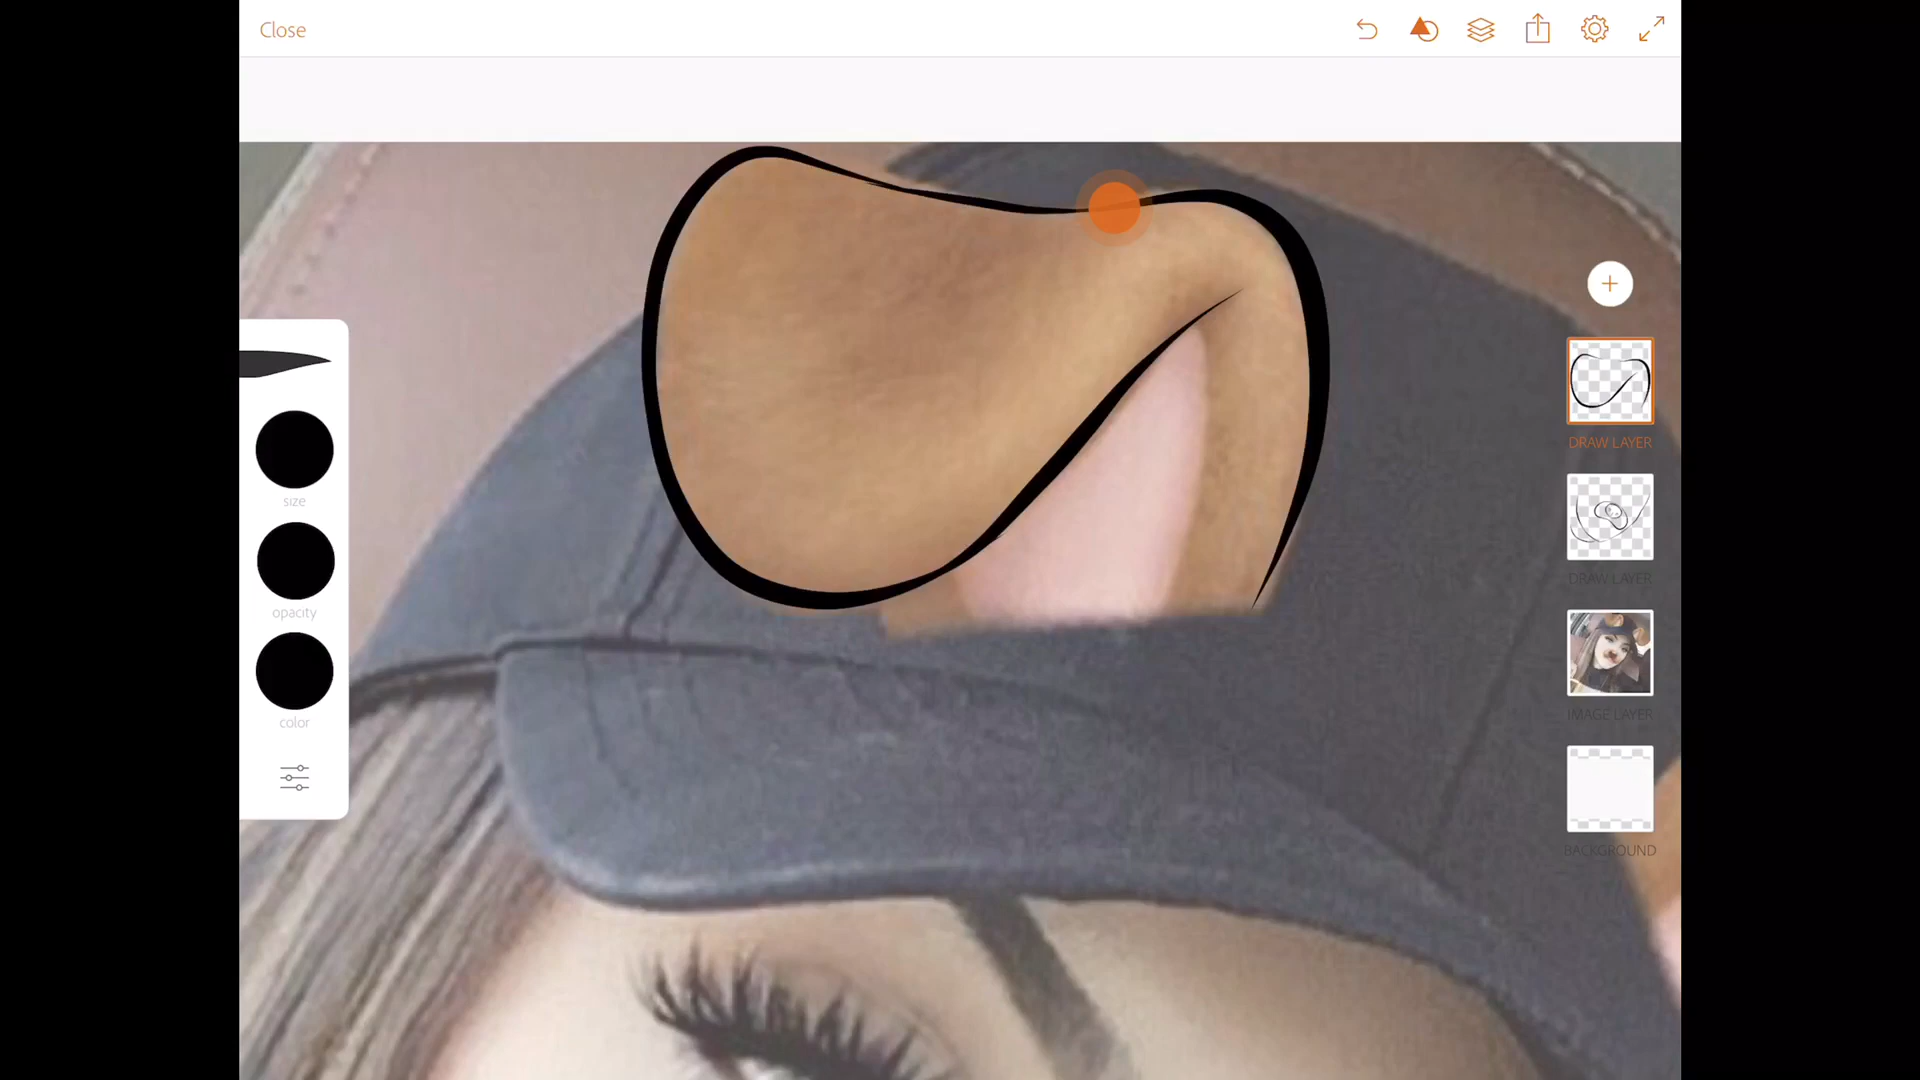 Close
size
opacity
color
DRAW LAYER
DRAW LAYER
IMAGE LAYER
BACKGROUND